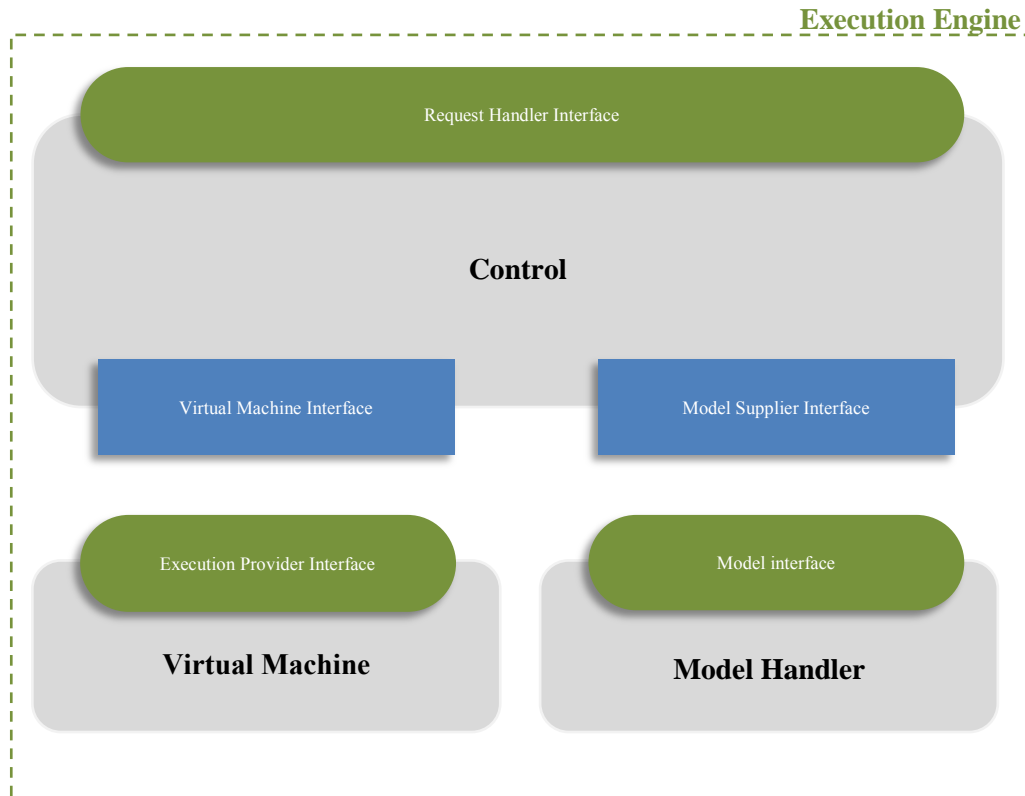 Execution Engine
Request Handler Interface
Control
Virtual Machine Interface
Model Supplier Interface
Execution Provider Interface
Model interface
Virtual Machine
Model Handler